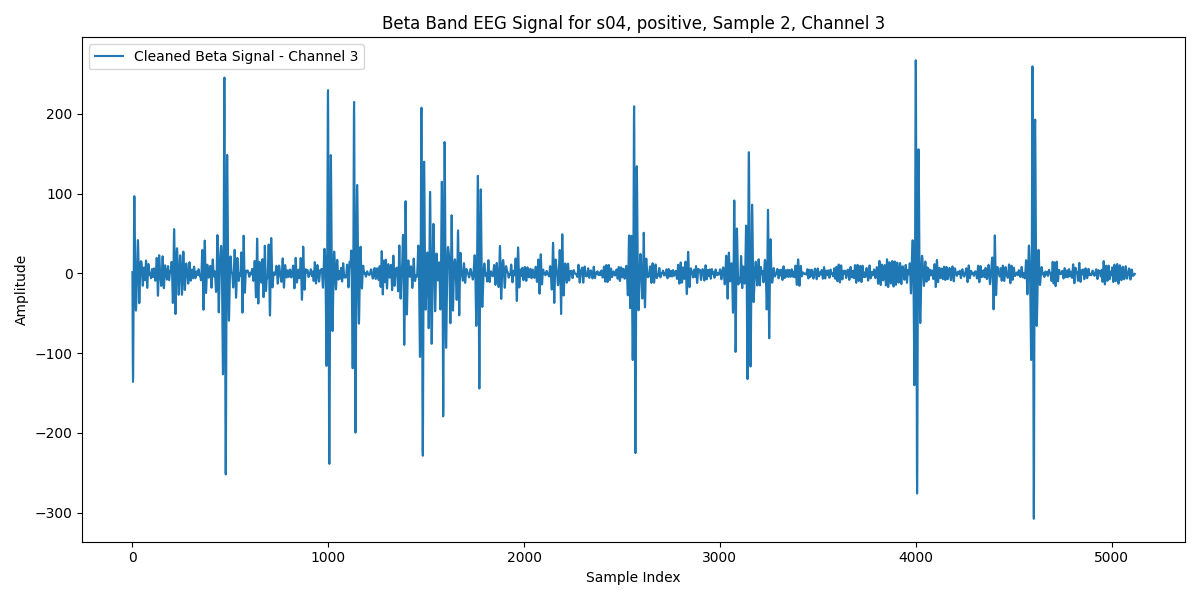 Beta Band EEG Signal for s04, positive, Sample 2, Channel 3
Cleaned Beta Signal - Channel 3
Amplitude
200
100
0
−100
−200
−300
0 1000 2000 3000 4000 5000
Sample Index